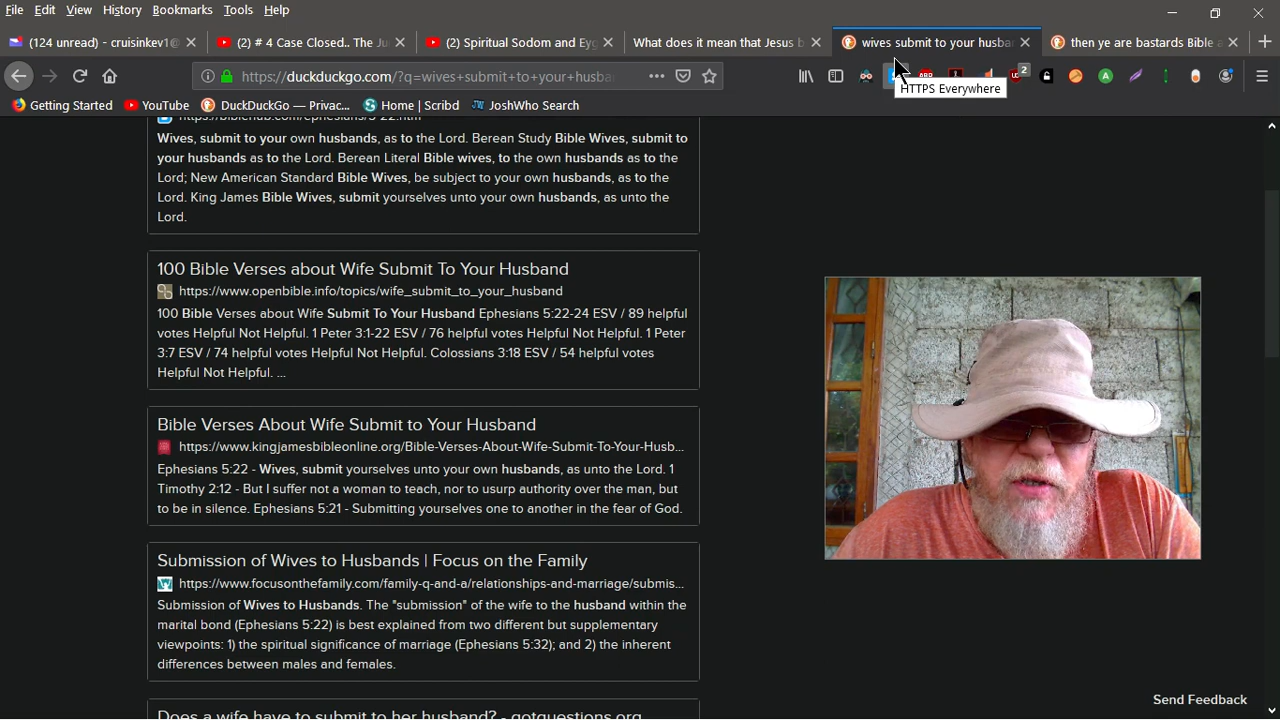 File Edit View History Bookmarks Tools Help
(124 unread) - cruisinkev1@
(2) # 4 Case Closed.. The Ju
(2) Spiritual Sodom and Eg
What does it mean that Jesus b
wives submit to your husbar
then ye are bastards Bible a
https://duckduckgo.com/?q=wives+submit+to+your+husba
2
HTTPS Everywhere
Getting Started YouTube DuckDuckGo — Privac... Home | Scribd JoshWho Search
Wives, submit to your own husbands, as to the Lord. Berean Study Bible Wives, submit to
your husbands as to the Lord. Berean Literal Bible wives, to the own husbands as to the
Lord; New American Standard Bible Wives, be subject to your own husbands, as to the
Lord. King James Bible Wives, submit yourselves unto your own husbands, as unto the
Lord.
100 Bible Verses about Wife Submit To Your Husband
https://www.openbible.info/topics/wife_submit_to_your_husband
100 Bible Verses about Wife Submit To Your Husband Ephesians 5:22-24 ESV / 89 helpful
votes Helpful Not Helpful. 1 Peter 3:1-22 ESV / 76 helpful votes Helpful Not Helpful. 1 Peter
3:7 ESV / 74 helpful votes Helpful Not Helpful. Colossians 3:18 ESV / 54 helpful votes
Helpful Not Helpful. ...
Bible Verses About Wife Submit to Your Husband
https://www.kingjamesbibleonline.org/Bible-Verses-About-Wife-Submit-To-Your-Husb...
Ephesians 5:22 - Wives, submit yourselves unto your own husbands, as unto the Lord. 1
Timothy 2:12 - But I suffer not a woman to teach, nor to usurp authority over the man, but
to be in silence. Ephesians 5:21 - Submitting yourselves one to another in the fear of God.
Submission of Wives to Husbands | Focus on the Family
https://www.focusonthefamily.com/family-q-and-a/relationships-and-marriage/submis...
Submission of Wives to Husbands. The "submission" of the wife to the husband within the
marital bond (Ephesians 5:22) is best explained from two different but supplementary
viewpoints: 1) the spiritual significance of marriage (Ephesians 5:32); and 2) the inherent
differences between males and females.
Does a wife have to submit to her husband? - gotquestions.org
Send Feedback